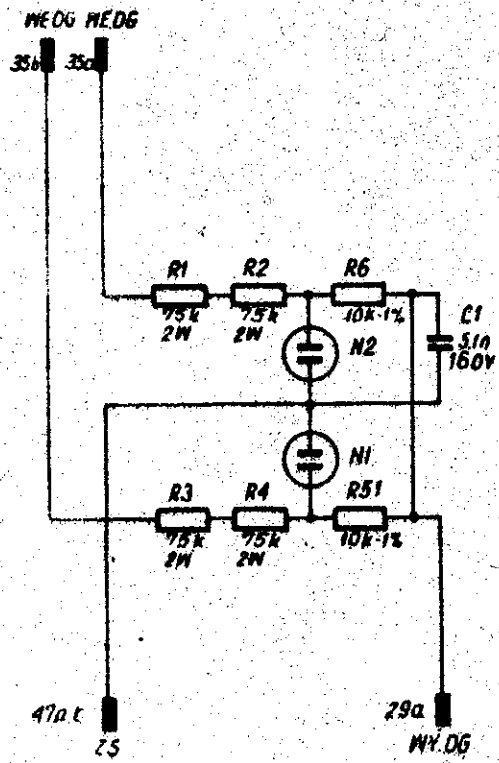 WEDG WEDG
35b 35a
R1 R2 R6
75k 75k 10k-1%
2W 2W
C1
5,1n
160V
N2
N1
R3 R4 R51
75k 75k 10k-1%
2W 2W
29a
ZS
WY.DG